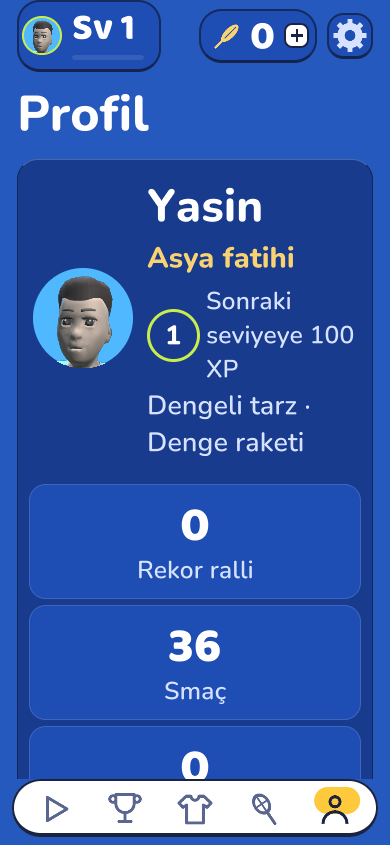 Sv 1
0
Profil
Yasin
Asya fatihi
1
Sonraki
seviyeye 100
XP
Dengeli tarz ·
Denge raketi
0
Rekor ralli
36
Smaç
0